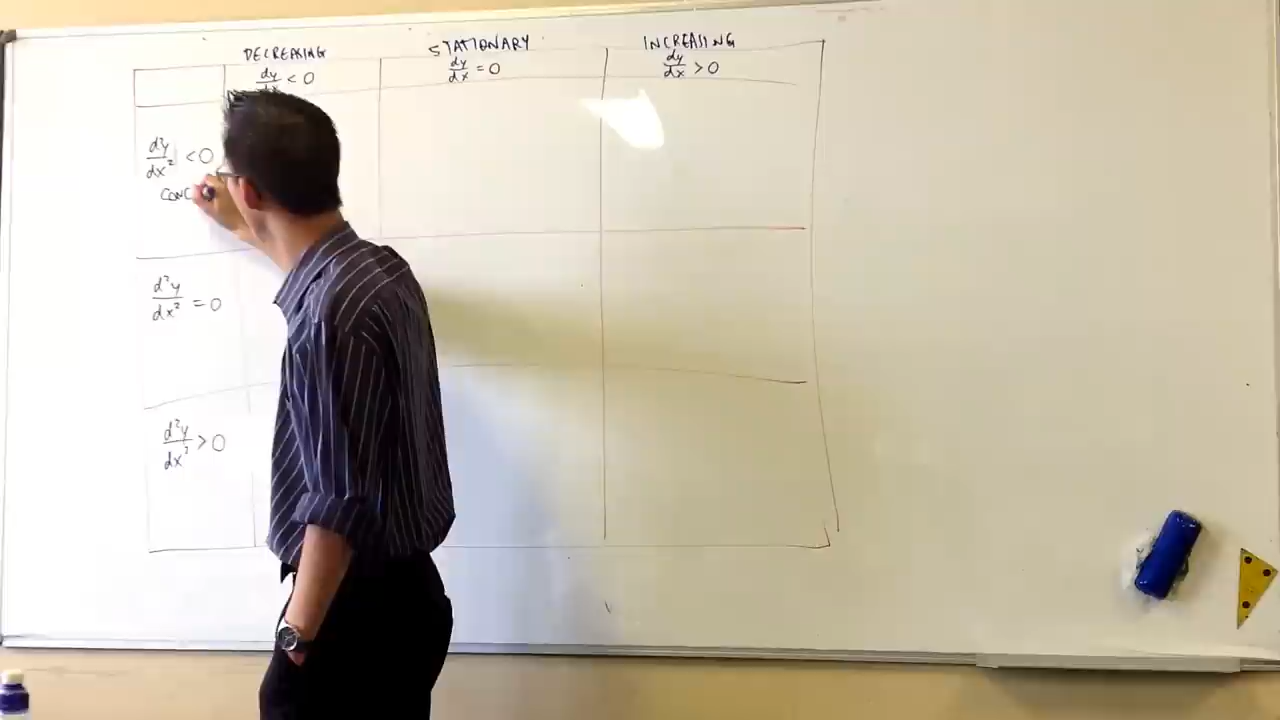 DECREASING STATIONARY INCREASING
dy/dx < 0 dy/dx = 0 dy/dx > 0
d²y/dx² < 0
CONC
d²y/dx² = 0
d²y/dx² > 0